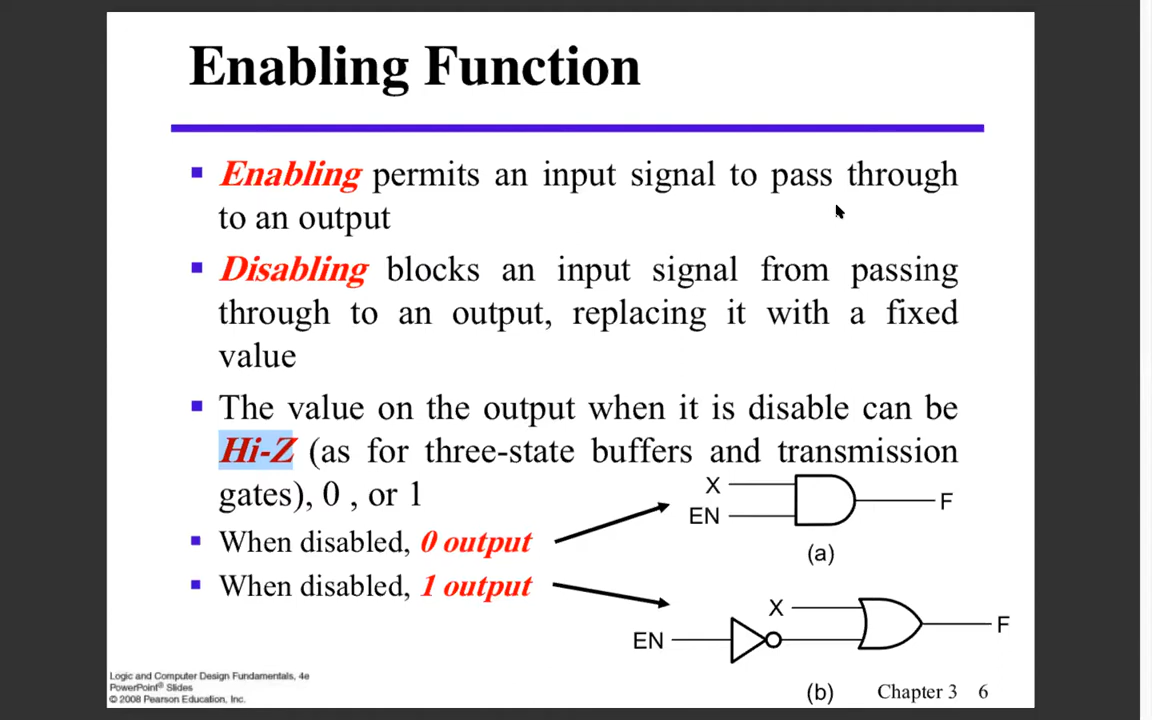 Enabling Function
Enabling permits an input signal to pass through
to an output
Disabling blocks an input signal from passing
through to an output, replacing it with a fixed
value
The value on the output when it is disable can be
Hi-Z (as for three-state buffers and transmission
gates), 0 , or 1
X
EN
F
(a)
When disabled, 0 output
When disabled, 1 output
X
EN
F
(b)
Logic and Computer Design Fundamentals, 4e
PowerPoint® Slides
© 2008 Pearson Education, Inc.
Chapter 3 6